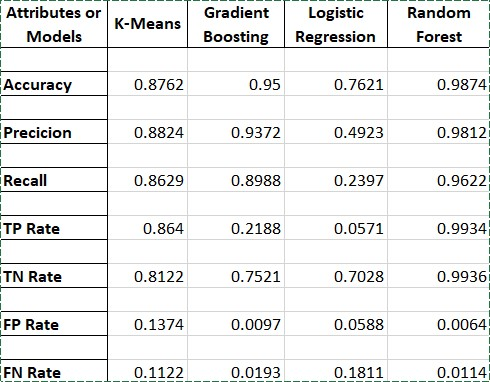 Attributes or Models K-Means Gradient Boosting Logistic Regression Random Forest
Accuracy 0.8762 0.95 0.7621 0.9874
Precicion 0.8824 0.9372 0.4923 0.9812
Recall 0.8629 0.8988 0.2397 0.9622
TP Rate 0.864 0.2188 0.0571 0.9934
TN Rate 0.8122 0.7521 0.7028 0.9936
FP Rate 0.1374 0.0097 0.0588 0.0064
FN Rate 0.1122 0.0193 0.1811 0.0114